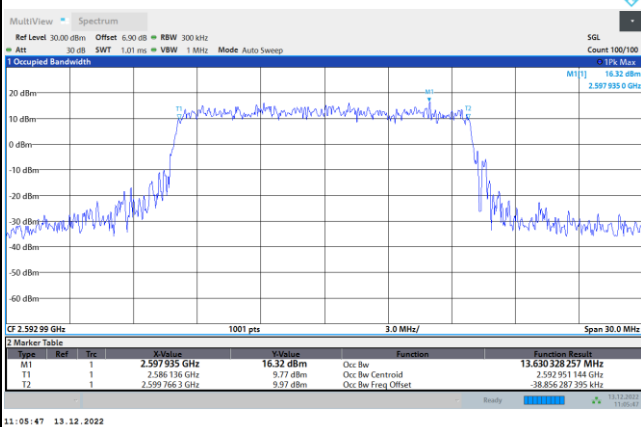 MultiView Spectrum
Ref Level 30.00 dBm Offset 6.90 dB RBW 300 kHz SGL
Att 30 dB SWT 1.01 ms VBW 1 MHz Mode Auto Sweep Count 100/100
1 Occupied Bandwidth 1Pk Max
M1[1] 16.32 dBm
2.597 935 0 GHz
20 dBm
M1
T1 T2
10 dBm
0 dBm
-10 dBm
-20 dBm
-30 dBm
-40 dBm
-50 dBm
-60 dBm
CF 2.592 99 GHz 1001 pts 3.0 MHz/ Span 30.0 MHz
2 Marker Table
Type Ref Trc X-Value Y-Value Function Function Result
M1 1 2.597 935 GHz 16.32 dBm Occ Bw 13.630 328 257 MHz
T1 1 2.586 136 GHz 9.77 dBm Occ Bw Centroid 2.592 951 144 GHz
T2 1 2.599 766 3 GHz 9.97 dBm Occ Bw Freq Offset -38.856 287 395 kHz
Ready 13.12.2022
11:05:47
11:05:47 13.12.2022